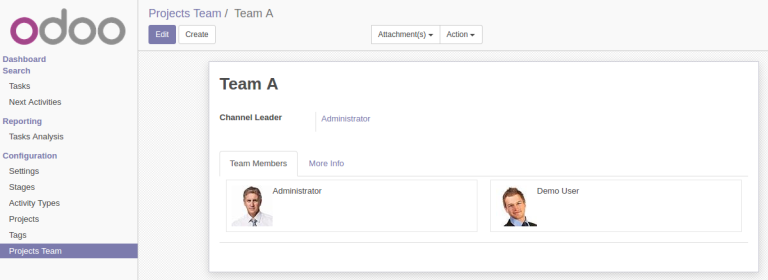 odoo
Dashboard
Search
Tasks
Next Activities
Reporting
Tasks Analysis
Configuration
Settings
Stages
Activity Types
Projects
Tags
Projects Team
Projects Team / Team A
Edit Create Attachment(s) Action
Team A
Channel Leader Administrator
Team Members More Info
Administrator Demo User